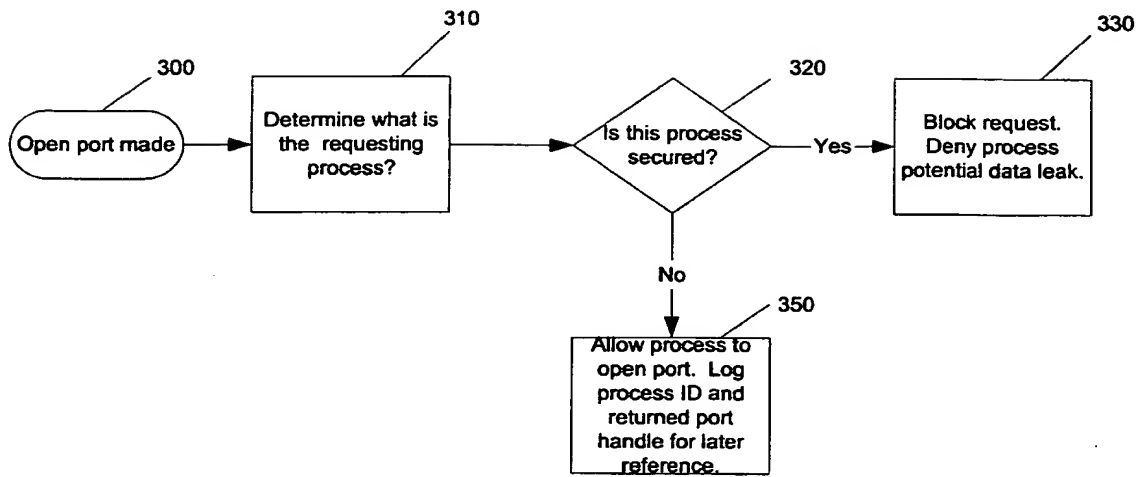 300
Open port made
310
Determine what is
the requesting
process?
320
Is this process
secured?
Yes
330
Block request.
Deny process
potential data leak.
No
350
Allow process to
open port. Log
process ID and
returned port
handle for later
reference.